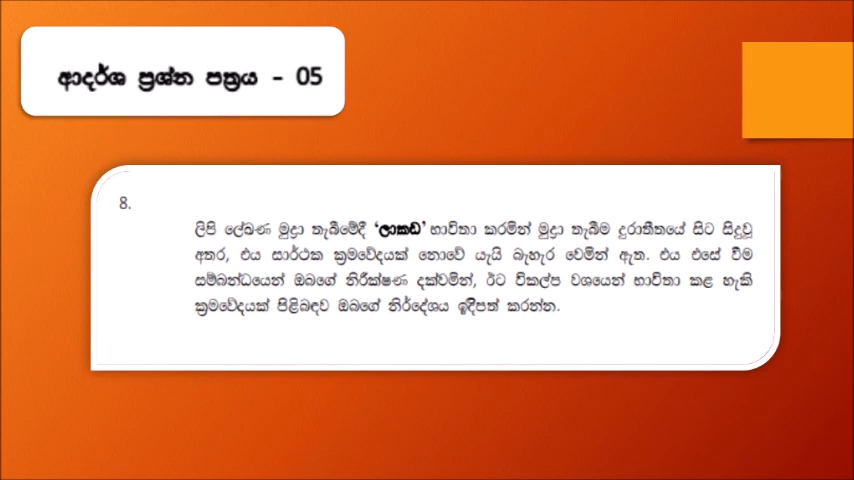 ආදර්ශ ප්‍රශ්න පත්‍රය - 05
8.
ලිපි ලේඛණ මුද්‍රා තැබීමේදී ‘ලාකඩ’ භාවිතා කරමින් මුද්‍රා තැබීම දුරාතීතයේ සිට සිදුවූ
අතර, එය සාර්ථක ක්‍රමවේදයක් නොවේ යැයි බැහැර වෙමින් ඇත. එය එසේ වීම
සම්බන්ධයෙන් ඔබගේ නිරීක්ෂණ දක්වමින්, ඊට විකල්ප වශයෙන් භාවිතා කළ හැකි
ක්‍රමවේදයක් පිළිබඳව ඔබගේ නිර්දේශය ඉදිපත් කරන්න.